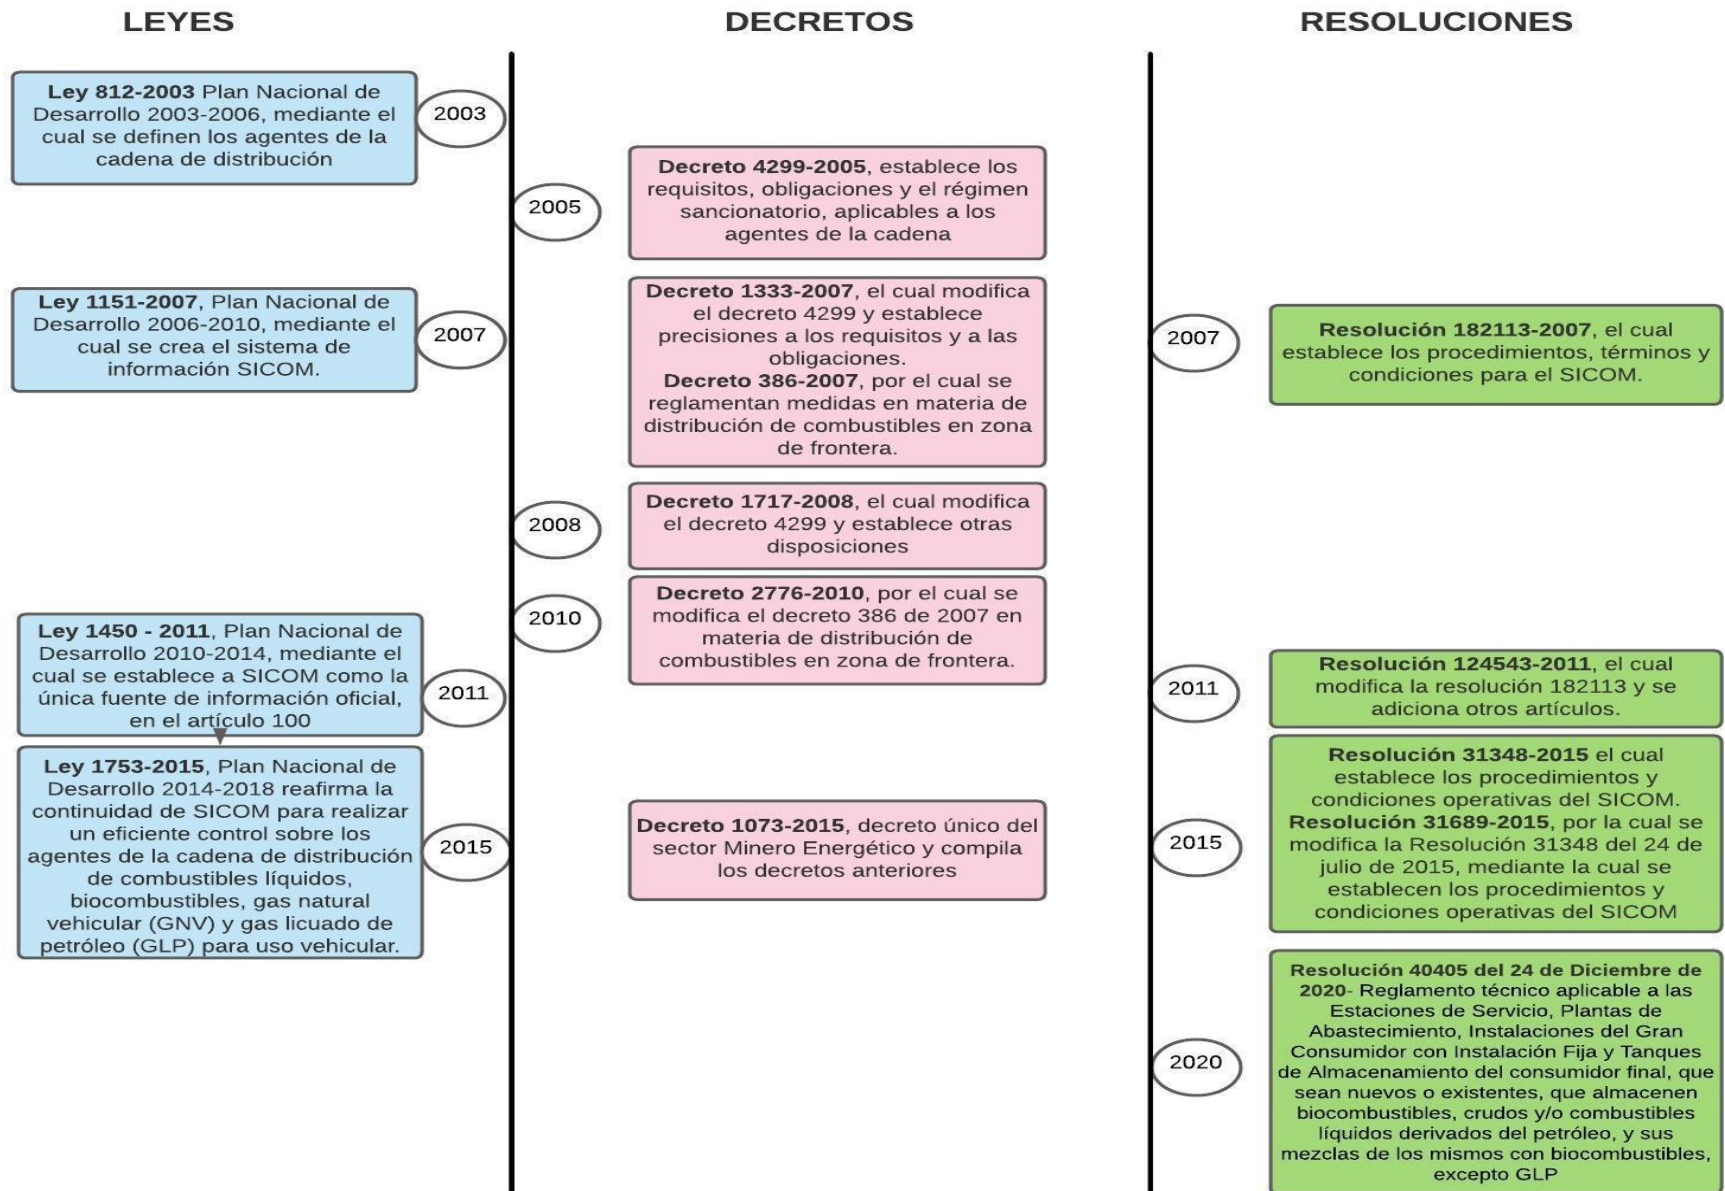 LEYES
Ley 812-2003 Plan Nacional de
Desarrollo 2003-2006, mediante el
cual se definen los agentes de la
cadena de distribución
2003
Ley 1151-2007, Plan Nacional de
Desarrollo 2006-2010, mediante el
cual se crea el sistema de
información SICOM.
2007
Ley 1450 - 2011, Plan Nacional de
Desarrollo 2010-2014, mediante el
cual se establece a SICOM como la
única fuente de información oficial,
en el artículo 100
2011
Ley 1753-2015, Plan Nacional de
Desarrollo 2014-2018 reafirma la
continuidad de SICOM para realizar
un eficiente control sobre los
agentes de la cadena de distribución
de combustibles líquidos,
biocombustibles, gas natural
vehicular (GNV) y gas licuado de
petróleo (GLP) para uso vehicular.
2015
DECRETOS
2005
Decreto 4299-2005, establece los
requisitos, obligaciones y el régimen
sancionatorio, aplicables a los
agentes de la cadena
Decreto 1333-2007, el cual modifica
el decreto 4299 y establece
precisiones a los requisitos y a las
obligaciones.
Decreto 386-2007, por el cual se
reglamentan medidas en materia de
distribución de combustibles en zona
de frontera.
2008
Decreto 1717-2008, el cual modifica
el decreto 4299 y establece otras
disposiciones
2010
Decreto 2776-2010, por el cual se
modifica el decreto 386 de 2007 en
materia de distribución de
combustibles en zona de frontera.
Decreto 1073-2015, decreto único del
sector Minero Energético y compila
los decretos anteriores
RESOLUCIONES
2007
Resolución 182113-2007, el cual
establece los procedimientos, términos y
condiciones para el SICOM.
2011
Resolución 124543-2011, el cual
modifica la resolución 182113 y se
adiciona otros artículos.
2015
Resolución 31348-2015 el cual
establece los procedimientos y
condiciones operativas del SICOM.
Resolución 31689-2015, por la cual se
modifica la Resolución 31348 del 24 de
julio de 2015, mediante la cual se
establecen los procedimientos y
condiciones operativas del SICOM
2020
Resolución 40405 del 24 de Diciembre de
2020- Reglamento técnico aplicable a las
Estaciones de Servicio, Plantas de
Abastecimiento, Instalaciones del Gran
Consumidor con Instalación Fija y Tanques
de Almacenamiento del consumidor final, que
sean nuevos o existentes, que almacenen
biocombustibles, crudos y/o combustibles
líquidos derivados del petróleo, y sus
mezclas de los mismos con biocombustibles,
excepto GLP